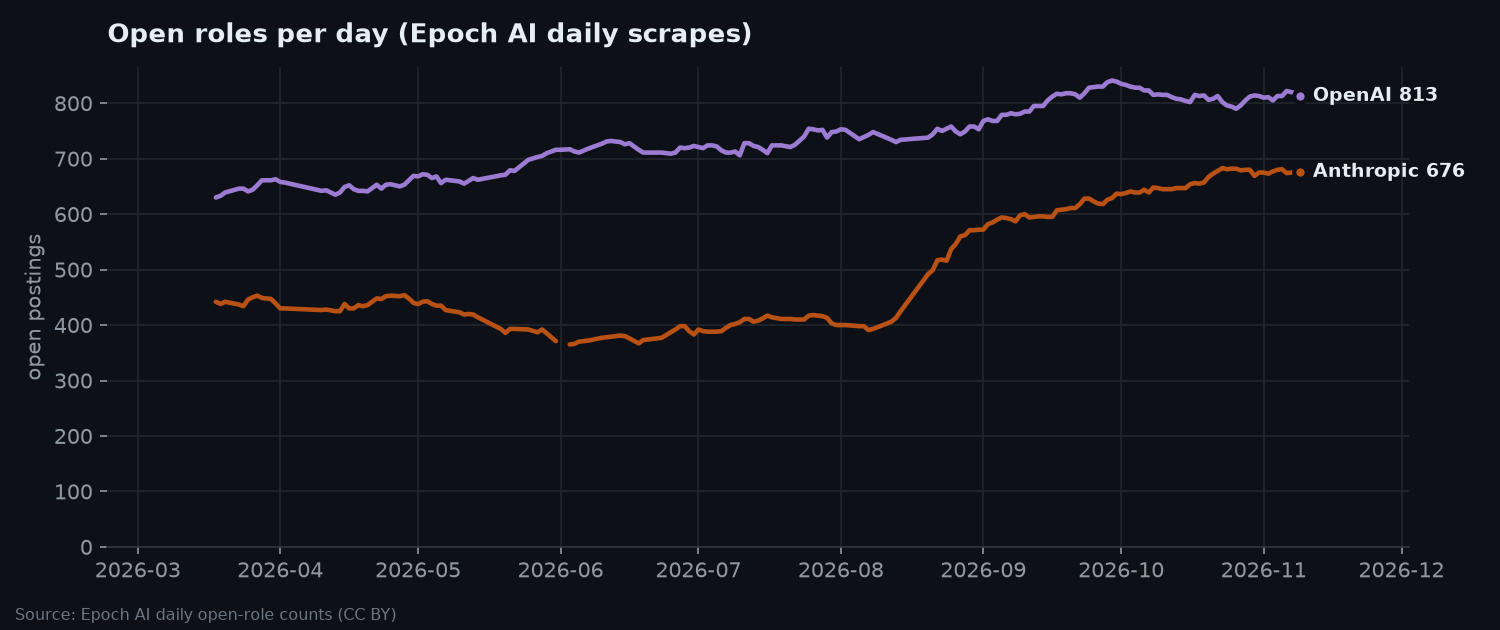 Open roles per day (Epoch AI daily scrapes)
OpenAI 813
Anthropic 676
open postings
800
700
600
500
400
300
200
100
0
2026-03 2026-04 2026-05 2026-06 2026-07 2026-08 2026-09 2026-10 2026-11 2026-12
Source: Epoch AI daily open-role counts (CC BY)